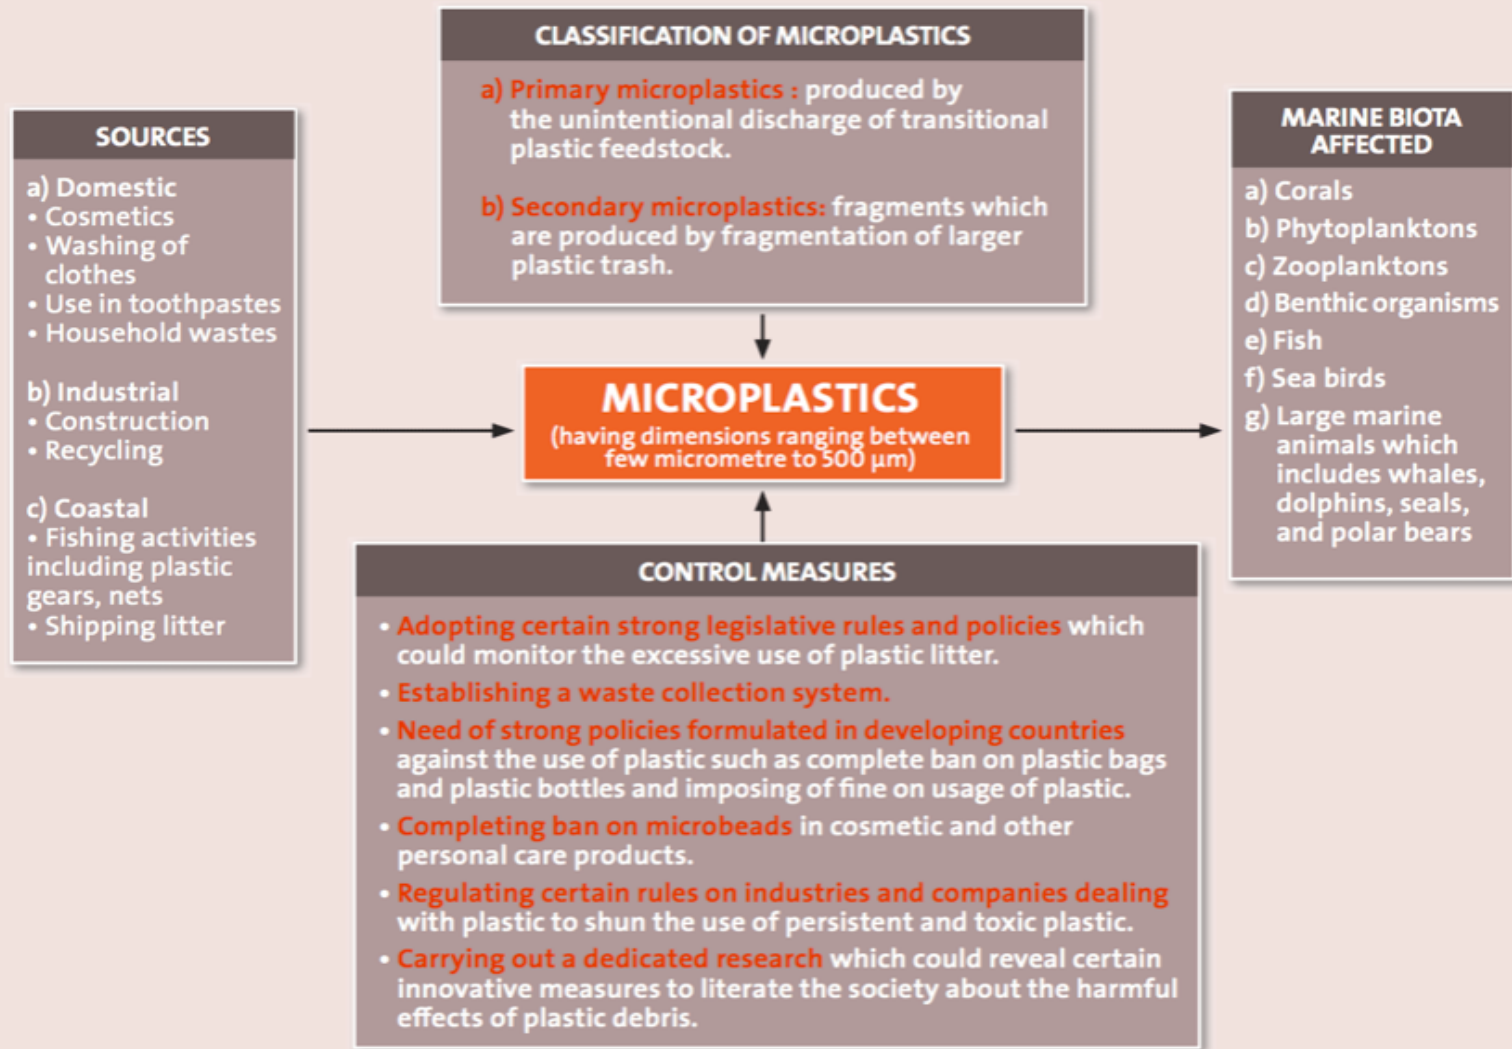 CLASSIFICATION OF MICROPLASTICS
a) Primary microplastics : produced by
the unintentional discharge of transitional
plastic feedstock.
b) Secondary microplastics: fragments which
are produced by fragmentation of larger
plastic trash.
SOURCES
a) Domestic
• Cosmetics
• Washing of
clothes
• Use in toothpastes
• Household wastes
b) Industrial
• Construction
• Recycling
c) Coastal
• Fishing activities
including plastic
gears, nets
• Shipping litter
MICROPLASTICS
(having dimensions ranging between
few micrometre to 500 µm)
MARINE BIOTA
AFFECTED
a) Corals
b) Phytoplanktons
c) Zooplanktons
d) Benthic organisms
e) Fish
f) Sea birds
g) Large marine
animals which
includes whales,
dolphins, seals,
and polar bears
CONTROL MEASURES
• Adopting certain strong legislative rules and policies which
could monitor the excessive use of plastic litter.
• Establishing a waste collection system.
• Need of strong policies formulated in developing countries
against the use of plastic such as complete ban on plastic bags
and plastic bottles and imposing of fine on usage of plastic.
• Completing ban on microbeads in cosmetic and other
personal care products.
• Regulating certain rules on industries and companies dealing
with plastic to shun the use of persistent and toxic plastic.
• Carrying out a dedicated research which could reveal certain
innovative measures to literate the society about the harmful
effects of plastic debris.